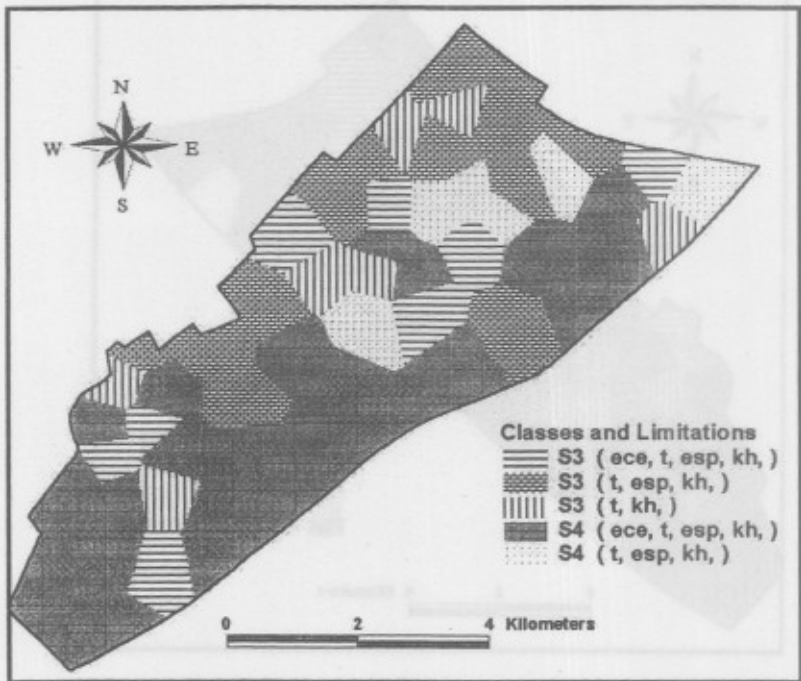 N
W E
S
Classes and Limitations
S3 ( ece, t, esp, kh, )
S3 ( t, esp, kh, )
S3 ( t, kh, )
S4 ( ece, t, esp, kh, )
S4 ( t, esp, kh, )
0 2 4 Kilometers